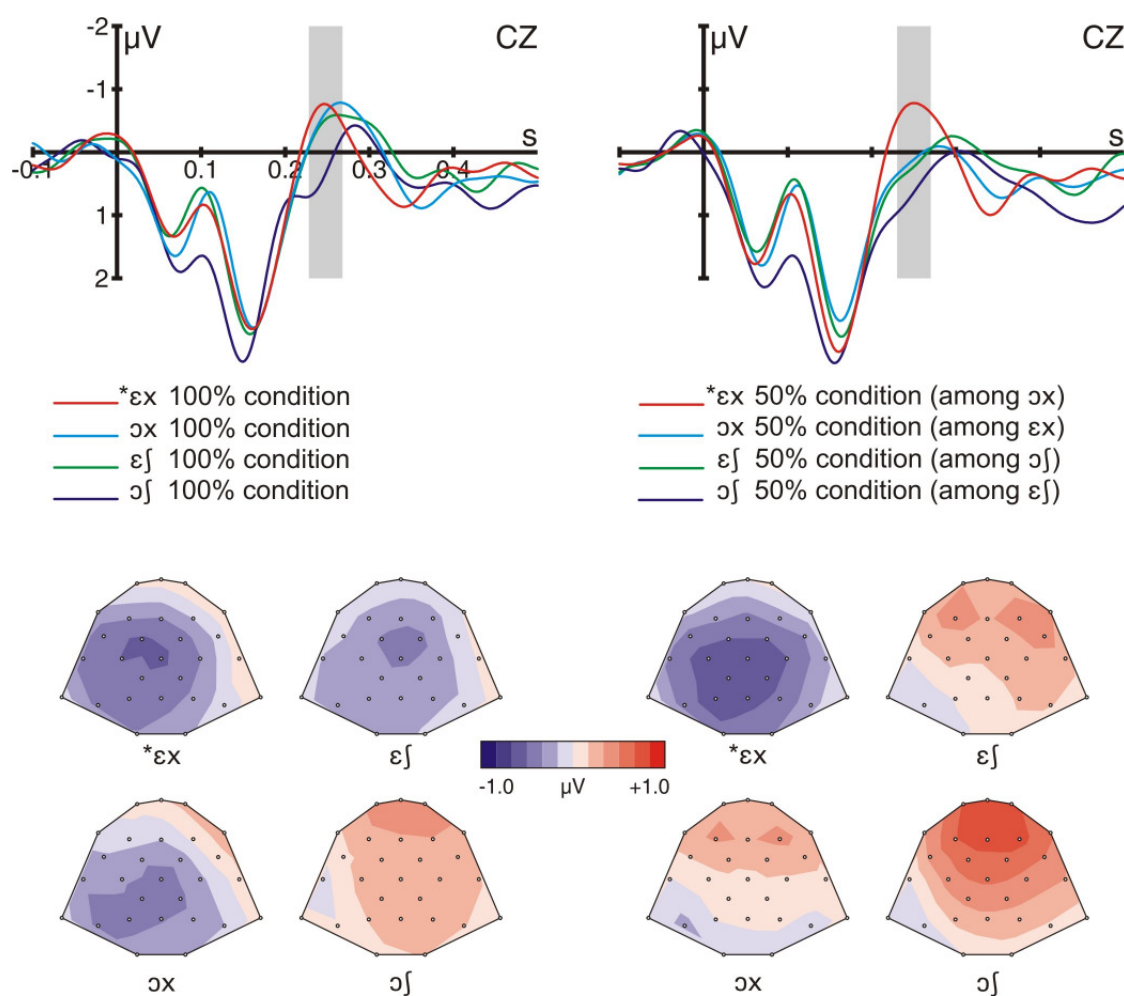 -2
μV
CZ
-1
s
-0.1
0.1
0.2
0.3
0.4
1
2
μV
CZ
s
*ɛx 100% condition
ɔx 100% condition
ɛʃ 100% condition
ɔʃ 100% condition
*ɛx 50% condition (among ɔx)
ɔx 50% condition (among ɛx)
ɛʃ 50% condition (among ɔʃ)
ɔʃ 50% condition (among ɛʃ)
*ɛx
ɛʃ
-1.0 μV +1.0
*ɛx
ɛʃ
ɔx
ɔʃ
ɔx
ɔʃ